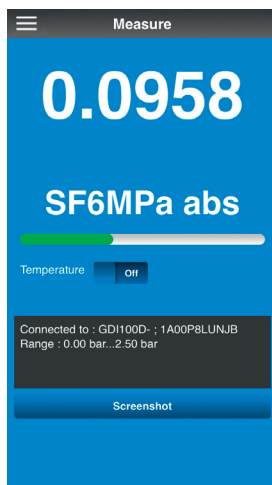 Measure
0.0958
SF6MPa abs
Temperature
Off
Connected to : GDI100D- ; 1A00P8LUNJB
Range : 0.00 bar...2.50 bar
Screenshot